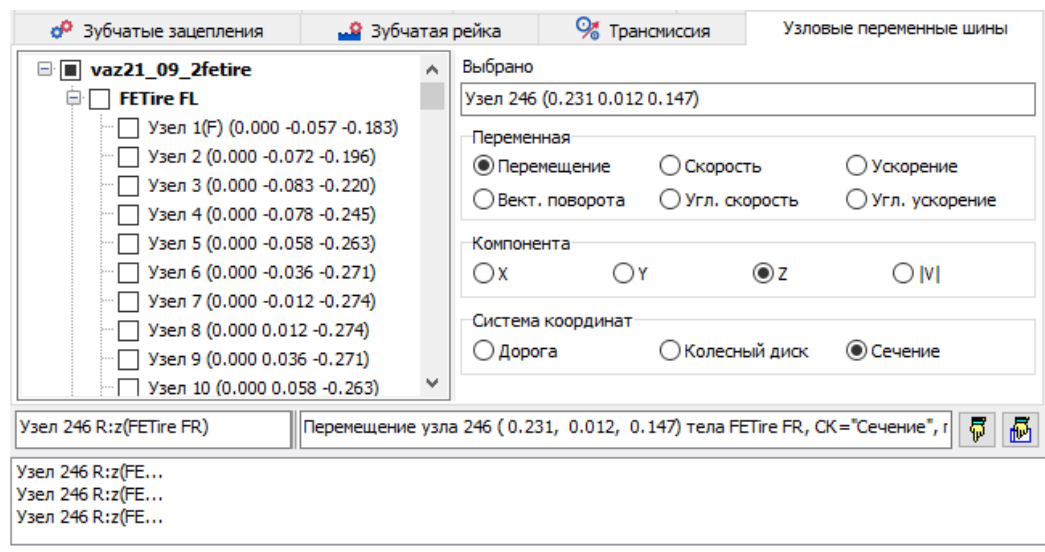 Зубчатые зацепления Зубчатая рейка Трансмиссия Узловые переменные шины
vaz21_09_2fetire
FETire FL
Узел 1(F) (0.000 -0.057 -0.183)
Узел 2 (0.000 -0.072 -0.196)
Узел 3 (0.000 -0.083 -0.220)
Узел 4 (0.000 -0.078 -0.245)
Узел 5 (0.000 -0.058 -0.263)
Узел 6 (0.000 -0.036 -0.271)
Узел 7 (0.000 -0.012 -0.274)
Узел 8 (0.000 0.012 -0.274)
Узел 9 (0.000 0.036 -0.271)
Узел 10 (0.000 0.058 -0.263)
Выбрано
Узел 246 (0.231 0.012 0.147)
Переменная
Перемещение Скорость Ускорение
Вект. поворота Угл. скорость Угл. ускорение
Компонента
X Y Z |V|
Система координат
Дорога Колесный диск Сечение
Узел 246 R:z(FETire FR) Перемещение узла 246 ( 0.231, 0.012, 0.147) тела FETire FR, СК="Сечение",
Узел 246 R:z(FE...
Узел 246 R:z(FE...
Узел 246 R:z(FE...